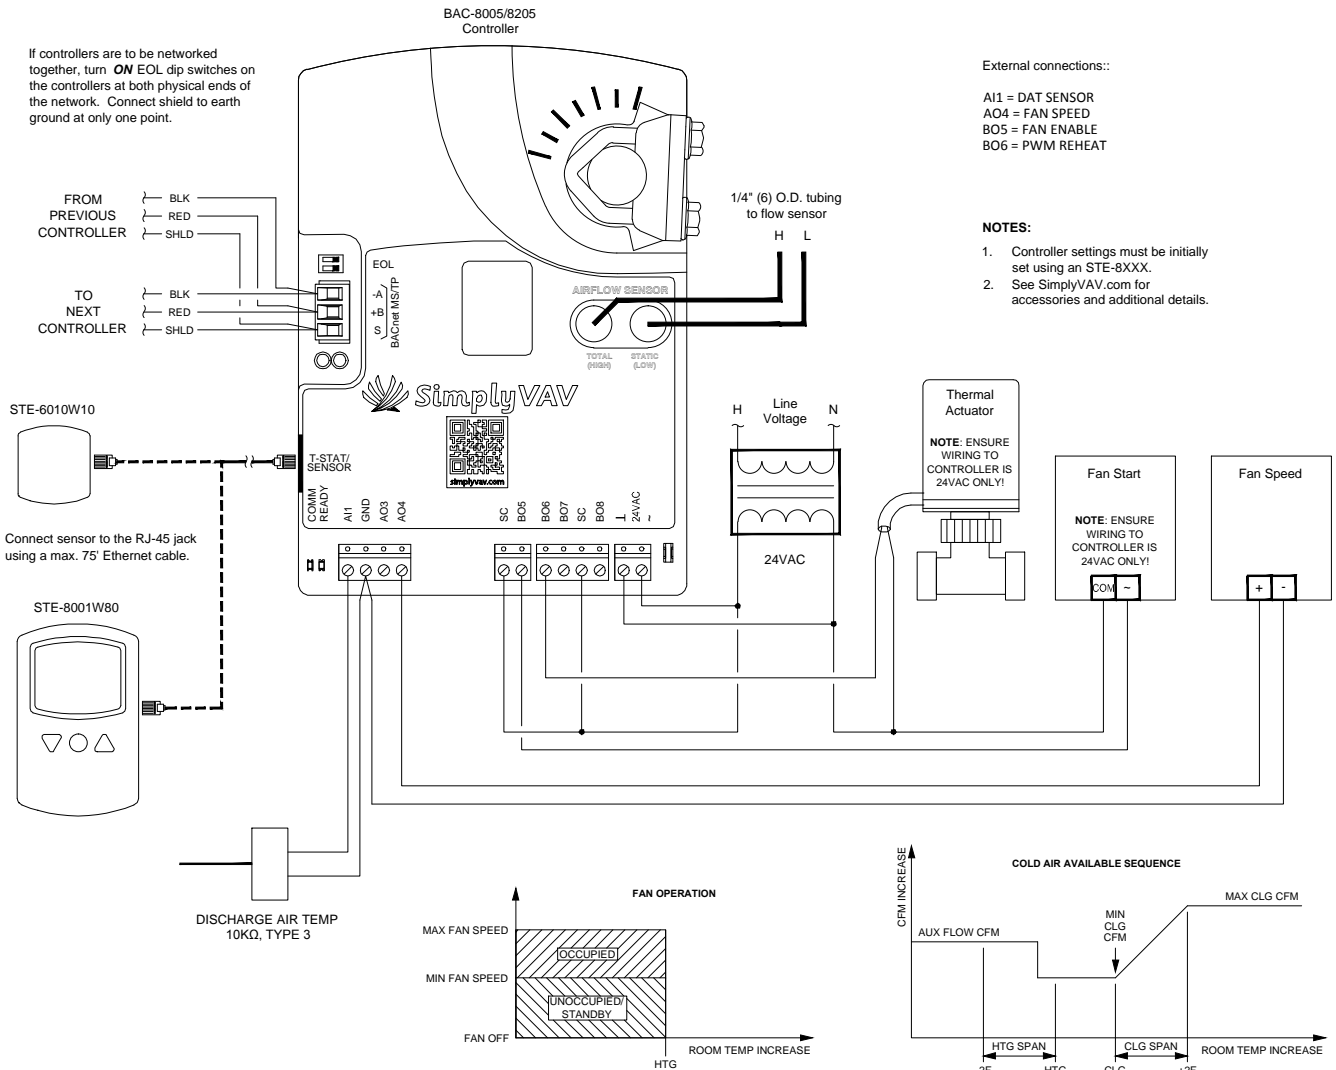 BAC-8005/8205
Controller
If controllers are to be networked
together, turn ON EOL dip switches on
the controllers at both physical ends of
the network. Connect shield to earth
ground at only one point.
External connections::
AI1 = DAT SENSOR
AO4 = FAN SPEED
BO5 = FAN ENABLE
BO6 = PWM REHEAT
FROM
PREVIOUS
CONTROLLER
BLK
RED
SHLD
TO
NEXT
CONTROLLER
BLK
RED
SHLD
EOL
-A
+B
S
BACnet MS/TP
1/4" (6) O.D. tubing
to flow sensor
H L
AIRFLOW SENSOR
TOTAL
(HIGH)
STATIC
(LOW)
NOTES:
1. Controller settings must be initially
set using an STE-8XXX.
2. See SimplyVAV.com for
accessories and additional details.
SimplyVAV
simplyvav.com
STE-6010W10
T-STAT/
SENSOR
COMM
READY
AI1
GND
AO3
AO4
SC
BO5
BO6
BO7
SC
BO8
⊥
24VAC
~
H Line N
Voltage
24VAC
Thermal
Actuator
NOTE: ENSURE
WIRING TO
CONTROLLER IS
24VAC ONLY!
Fan Start
NOTE: ENSURE
WIRING TO
CONTROLLER IS
24VAC ONLY!
COM ~
Fan Speed
+ -
Connect sensor to the RJ-45 jack
using a max. 75' Ethernet cable.
STE-8001W80
DISCHARGE AIR TEMP
10KΩ, TYPE 3
FAN OPERATION
MAX FAN SPEED
OCCUPIED
MIN FAN SPEED
UNOCCUPIED/
STANDBY
FAN OFF
ROOM TEMP INCREASE
HTG
COLD AIR AVAILABLE SEQUENCE
CFM INCREASE
AUX FLOW CFM
MIN
CLG
CFM
MAX CLG CFM
HTG SPAN
CLG SPAN
ROOM TEMP INCREASE
HTG
CLG